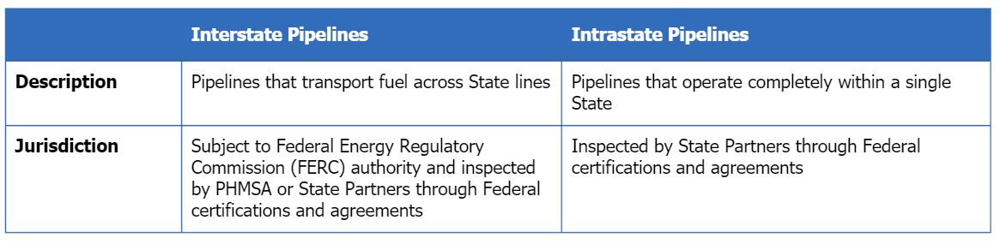 Interstate Pipelines
Intrastate Pipelines
Description
Pipelines that transport fuel across State lines
Pipelines that operate completely within a single
State
Jurisdiction
Subject to Federal Energy Regulatory
Commission (FERC) authority and inspected
by PHMSA or State Partners through Federal
certifications and agreements
Inspected by State Partners through Federal
certifications and agreements